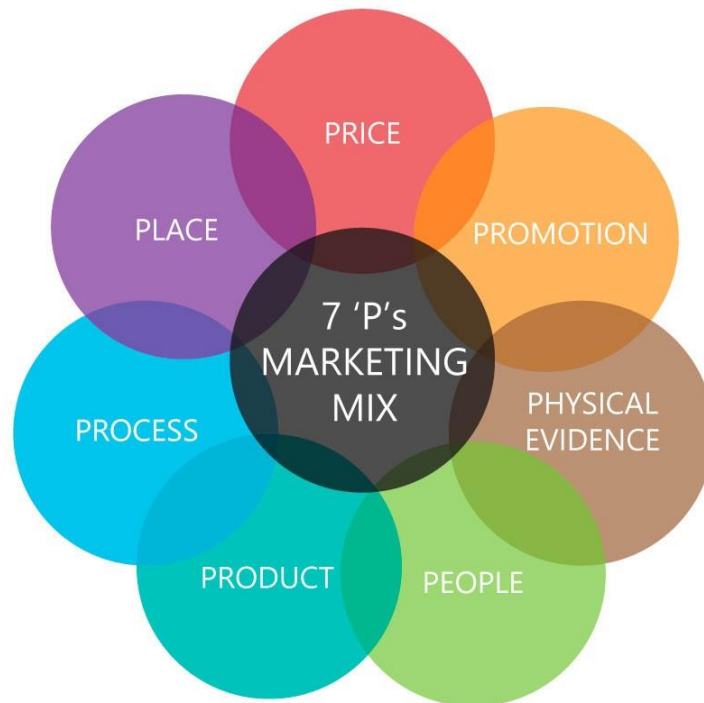 PRICE
PROMOTION
PHYSICAL
EVIDENCE
PEOPLE
PRODUCT
PROCESS
PLACE
7 ‘P’s
MARKETING
MIX